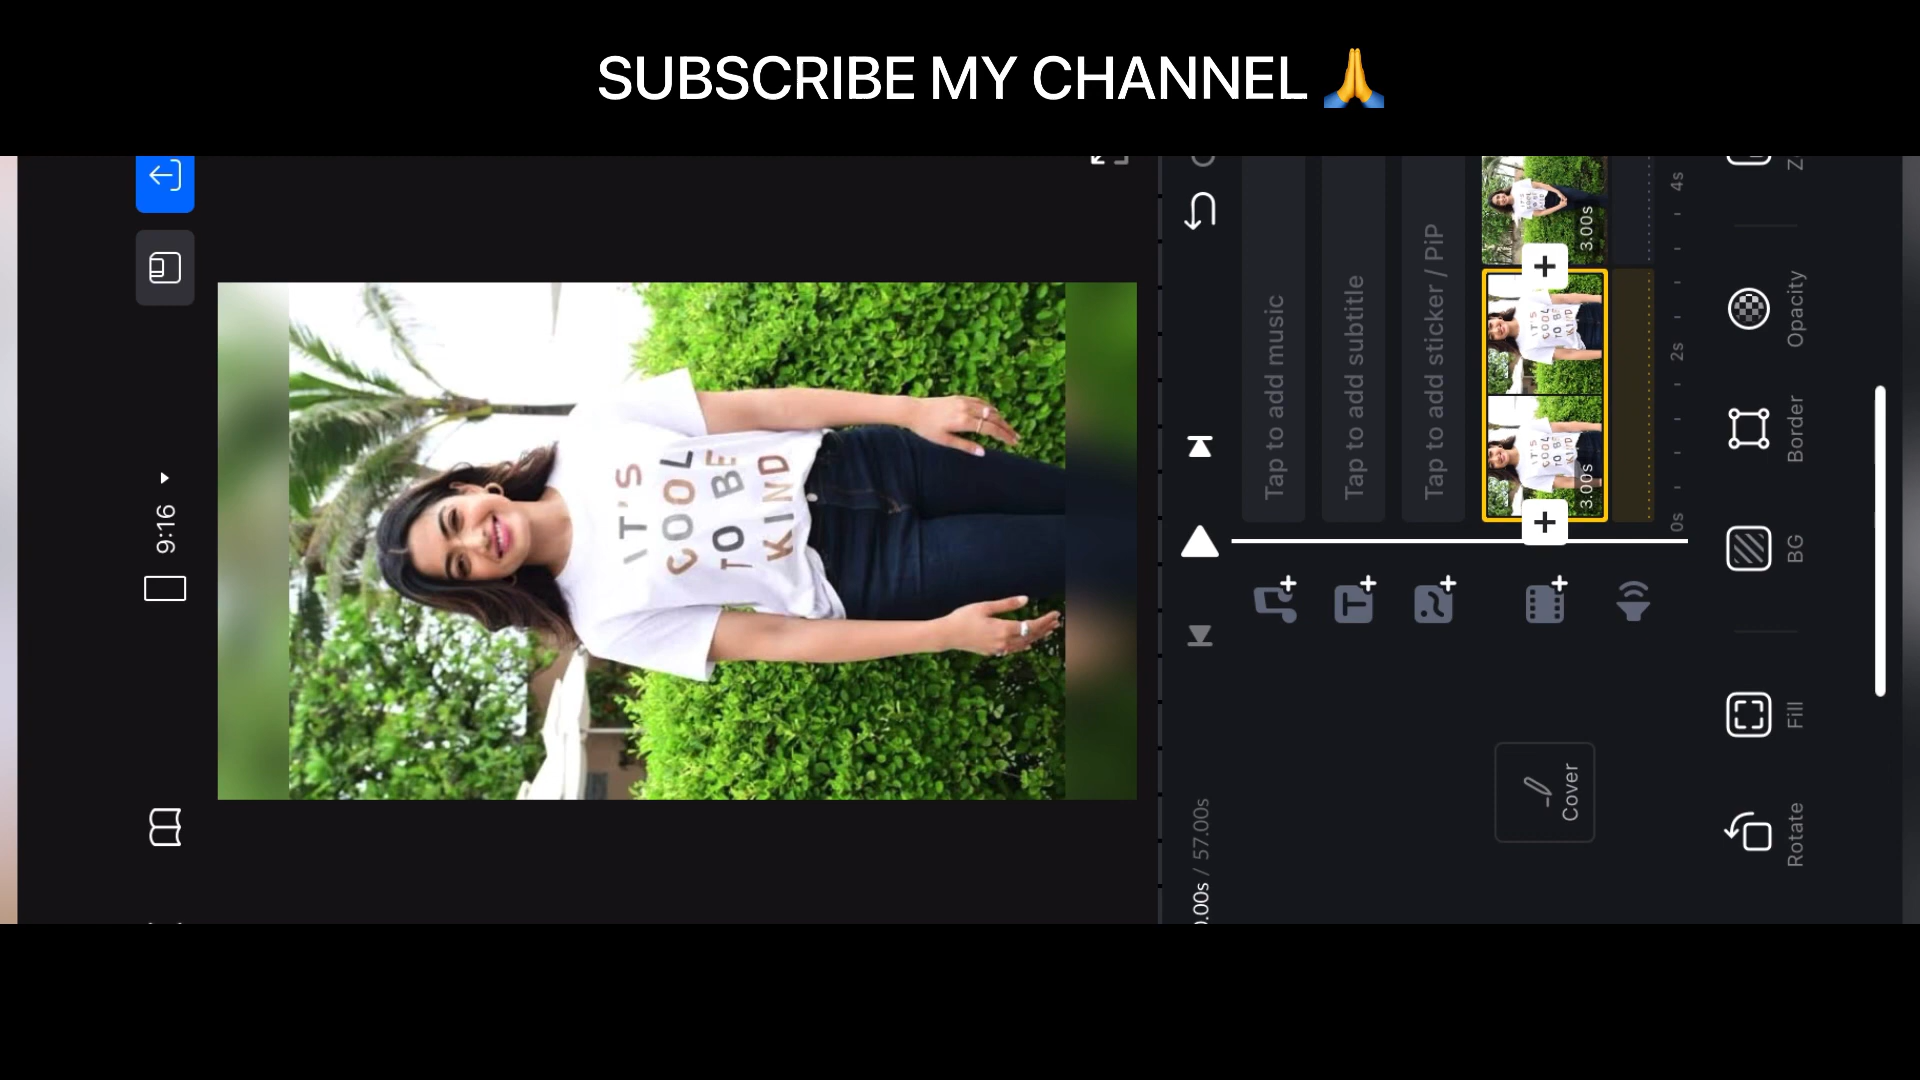 SUBSCRIBE MY CHANNEL 🙏
9:16
IT'S
COOL
TO BE
KIND
.00s / 57.00s
Tap to add music
Tap to add subtitle
Tap to add sticker / PiP
3.00s
3.00s
0s
2s
4s
Cover
Rotate
Fill
BG
Border
Opacity